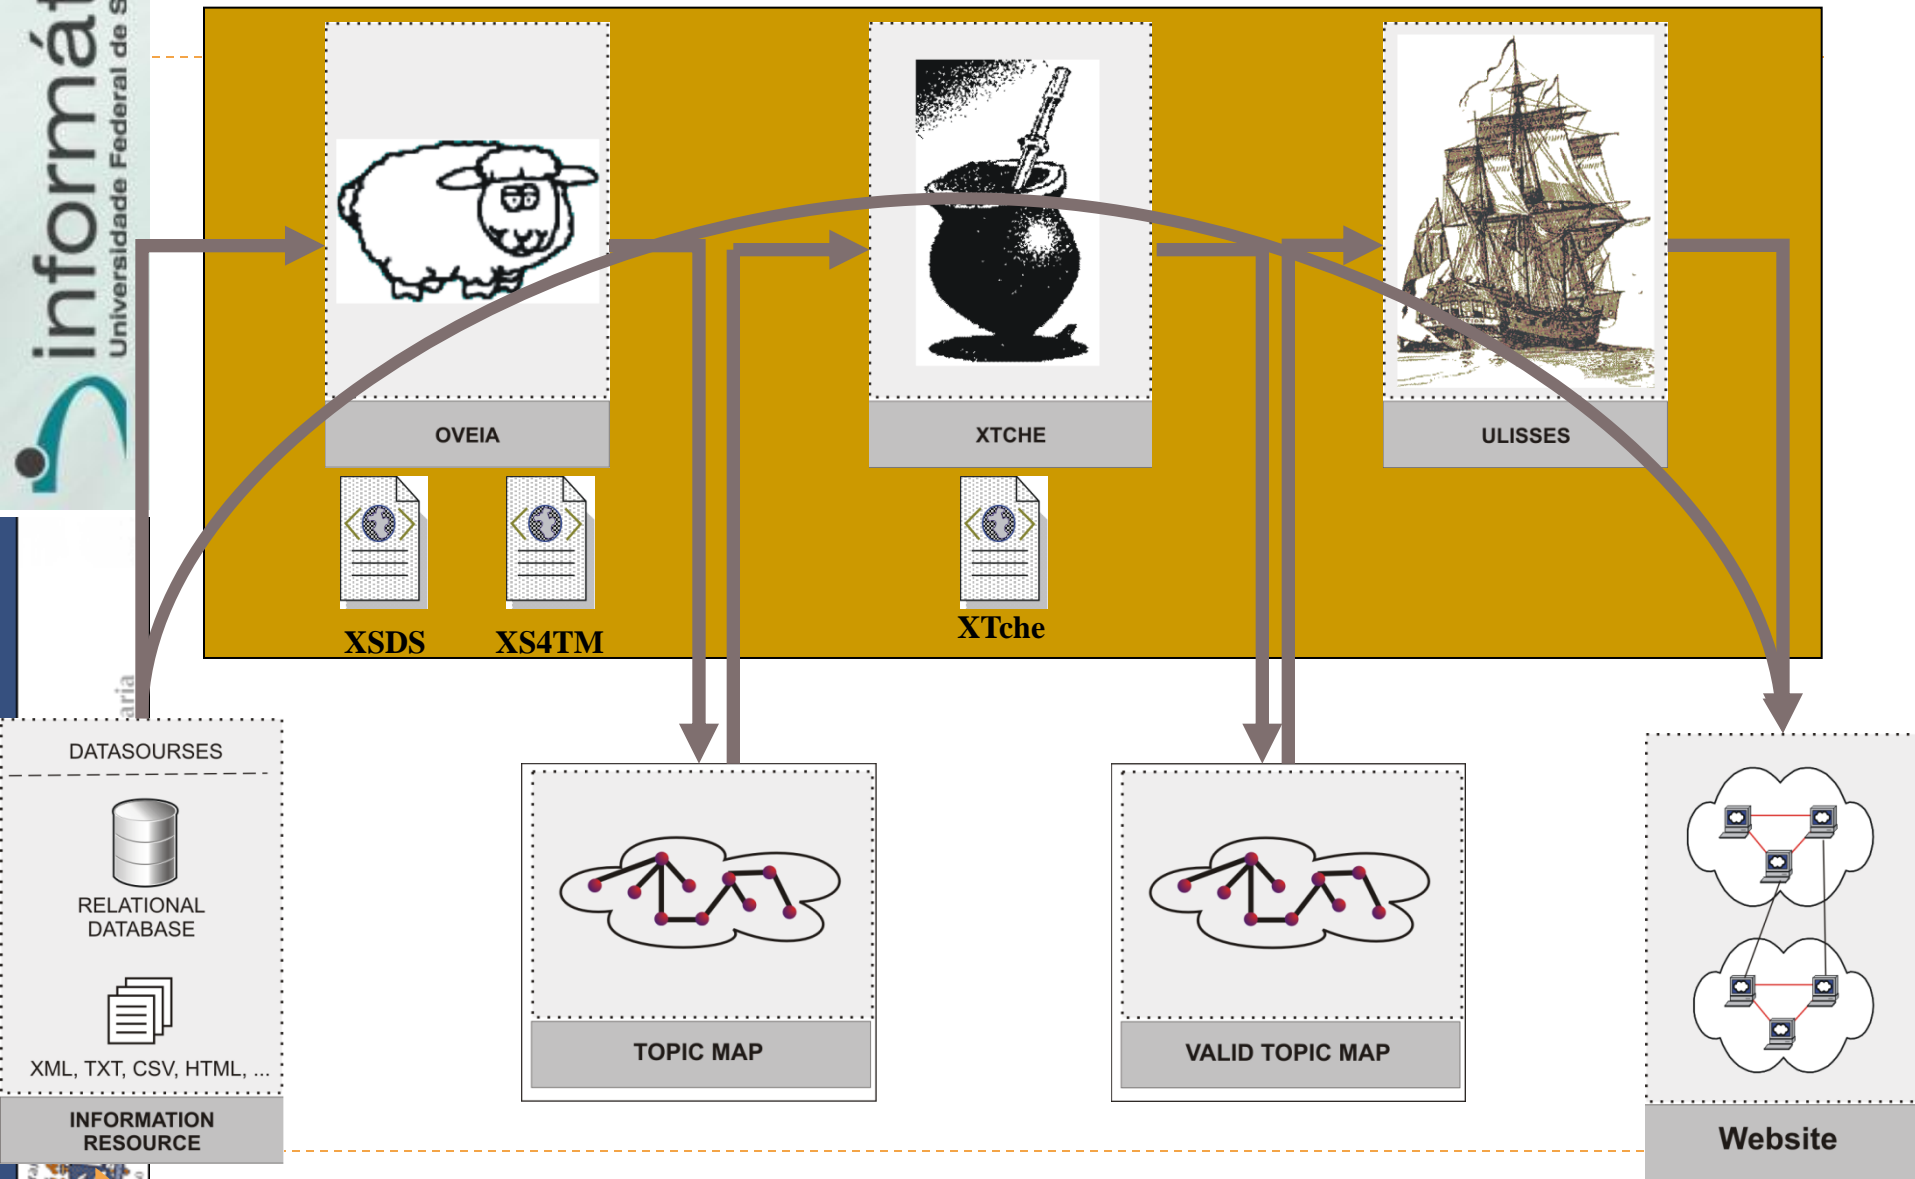 informát
Universidade Federal de S
OVEIA
XTCHE
ULISSES
XSDS
XS4TM
XTche
aria
DATASOURSES
RELATIONAL
DATABASE
XML, TXT, CSV, HTML, ...
INFORMATION
RESOURCE
TOPIC MAP
VALID TOPIC MAP
Website